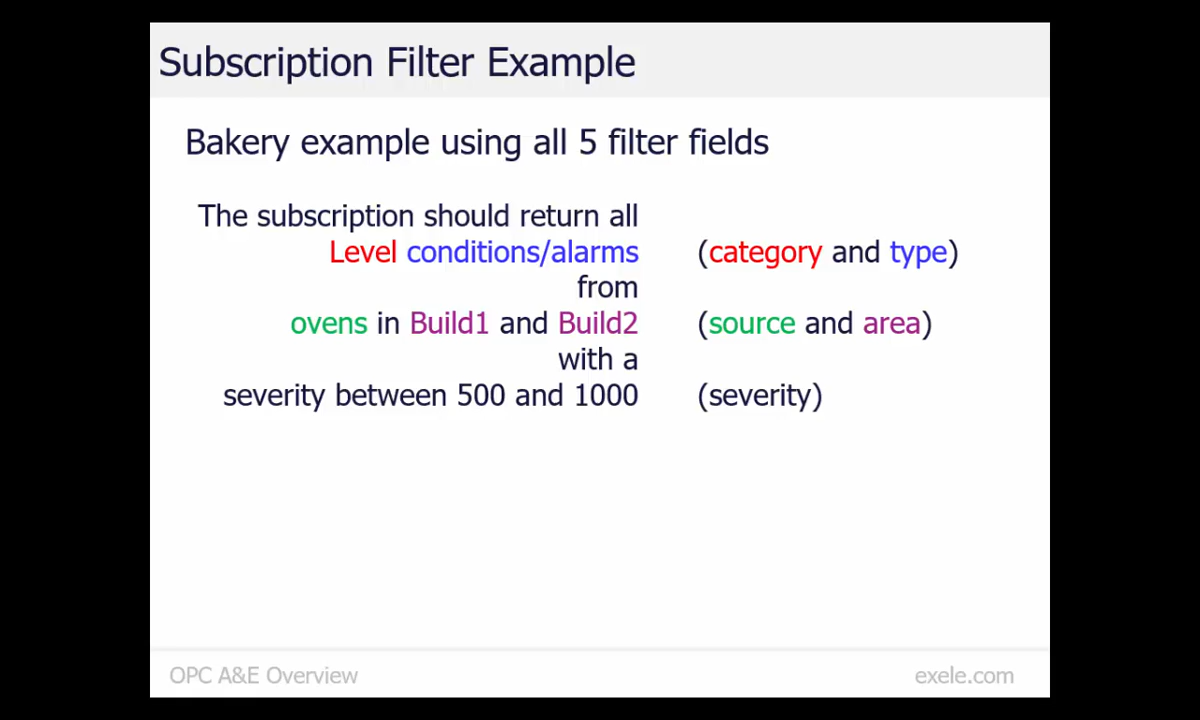 Subscription Filter Example
Bakery example using all 5 filter fields
The subscription should return all
Level conditions/alarms (category and type)
from
ovens in Build1 and Build2 (source and area)
with a
severity between 500 and 1000 (severity)
OPC A&E Overview exele.com